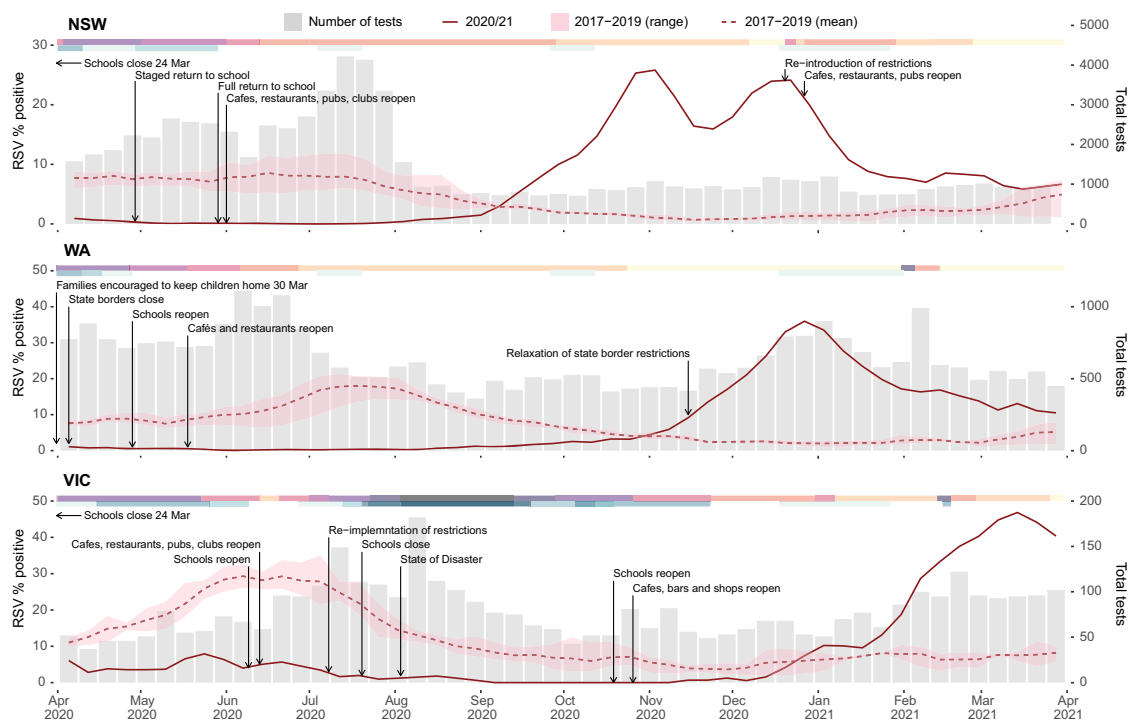 Number of tests 2020/21 2017−2019 (range) 2017−2019 (mean)
NSW
RSV % positive
30
20
10
0
Total tests
5000
4000
3000
2000
1000
0
Schools close 24 Mar
Staged return to school
Full return to school
Cafes, restaurants, pubs, clubs reopen
Re−introduction of restrictions
Cafes, restaurants, pubs reopen
WA
RSV % positive
50
40
30
20
10
0
Total tests
1000
500
0
Families encouraged to keep children home 30 Mar
State borders close
Schools reopen
Cafés and restaurants reopen
Relaxation of state border restrictions
VIC
RSV % positive
50
40
30
20
10
0
Total tests
200
150
100
50
0
Schools close 24 Mar
Cafes, restaurants, pubs, clubs reopen
Schools reopen
Re−implemntation of restrictions
Schools close
State of Disaster
Schools reopen
Cafes, bars and shops reopen
Apr May Jun Jul Aug Sep Oct Nov Dec Jan Feb Mar Apr
2020 2020 2020 2020 2020 2020 2020 2020 2020 2021 2021 2021 2021